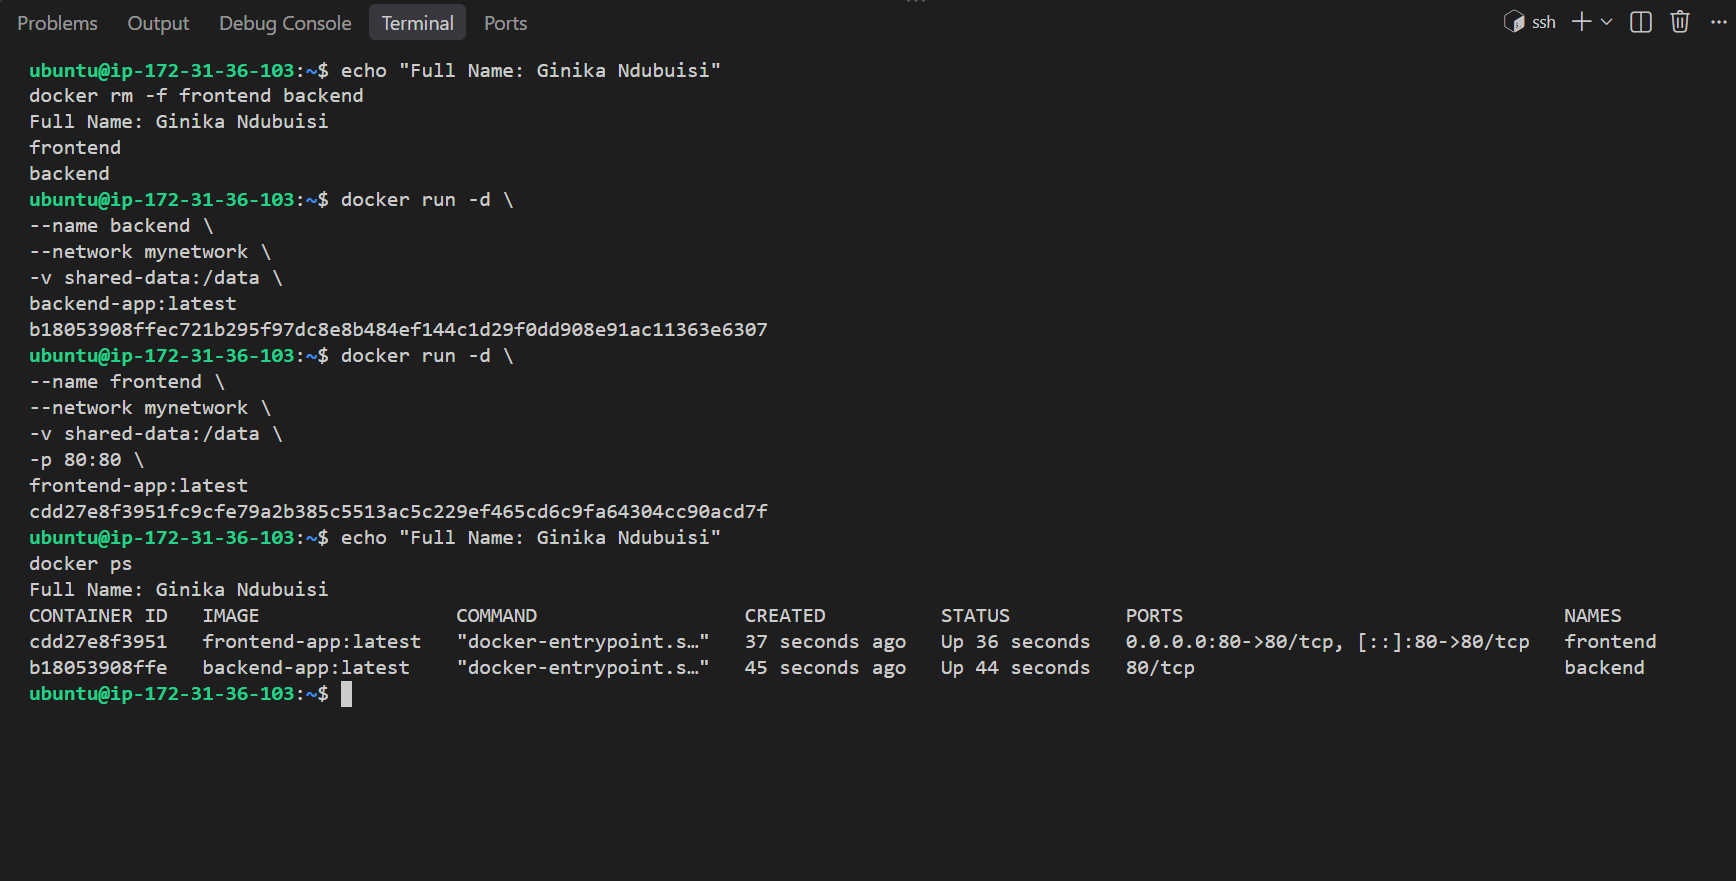 Problems Output Debug Console Terminal Ports ssh
ubuntu@ip-172-31-36-103:~$ echo "Full Name: Ginika Ndubuisi"
docker rm -f frontend backend
Full Name: Ginika Ndubuisi
frontend
backend
ubuntu@ip-172-31-36-103:~$ docker run -d \
--name backend \
--network mynetwork \
-v shared-data:/data \
backend-app:latest
b18053908ffec721b295f97dc8e8b484ef144c1d29f0dd908e91ac11363e6307
ubuntu@ip-172-31-36-103:~$ docker run -d \
--name frontend \
--network mynetwork \
-v shared-data:/data \
-p 80:80 \
frontend-app:latest
cdd27e8f3951fc9cfe79a2b385c5513ac5c229ef465cd6c9fa64304cc90acd7f
ubuntu@ip-172-31-36-103:~$ echo "Full Name: Ginika Ndubuisi"
docker ps
Full Name: Ginika Ndubuisi
CONTAINER ID IMAGE COMMAND CREATED STATUS PORTS NAMES
cdd27e8f3951 frontend-app:latest "docker-entrypoint.s…" 37 seconds ago Up 36 seconds 0.0.0.0:80->80/tcp, [::]:80->80/tcp frontend
b18053908ffe backend-app:latest "docker-entrypoint.s…" 45 seconds ago Up 44 seconds 80/tcp backend
ubuntu@ip-172-31-36-103:~$